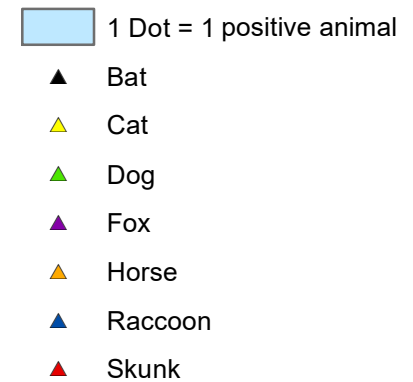 1 Dot = 1 positive animal
Bat
Cat
Dog
Fox
Horse
Raccoon
Skunk